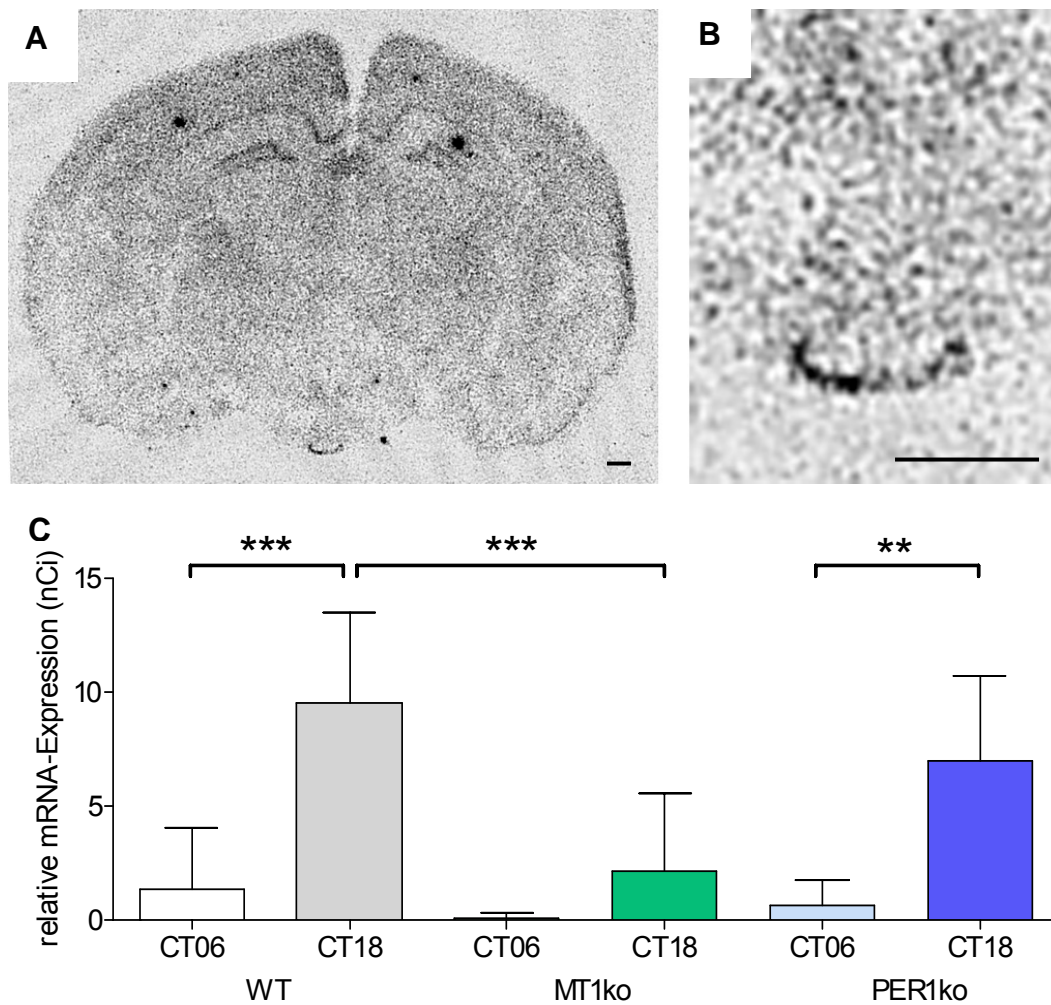 A
B
C
*** *** **
relative mRNA-Expression (nCi)
15
10
5
0
CT06 CT18 CT06 CT18 CT06 CT18
WT MT1ko PER1ko